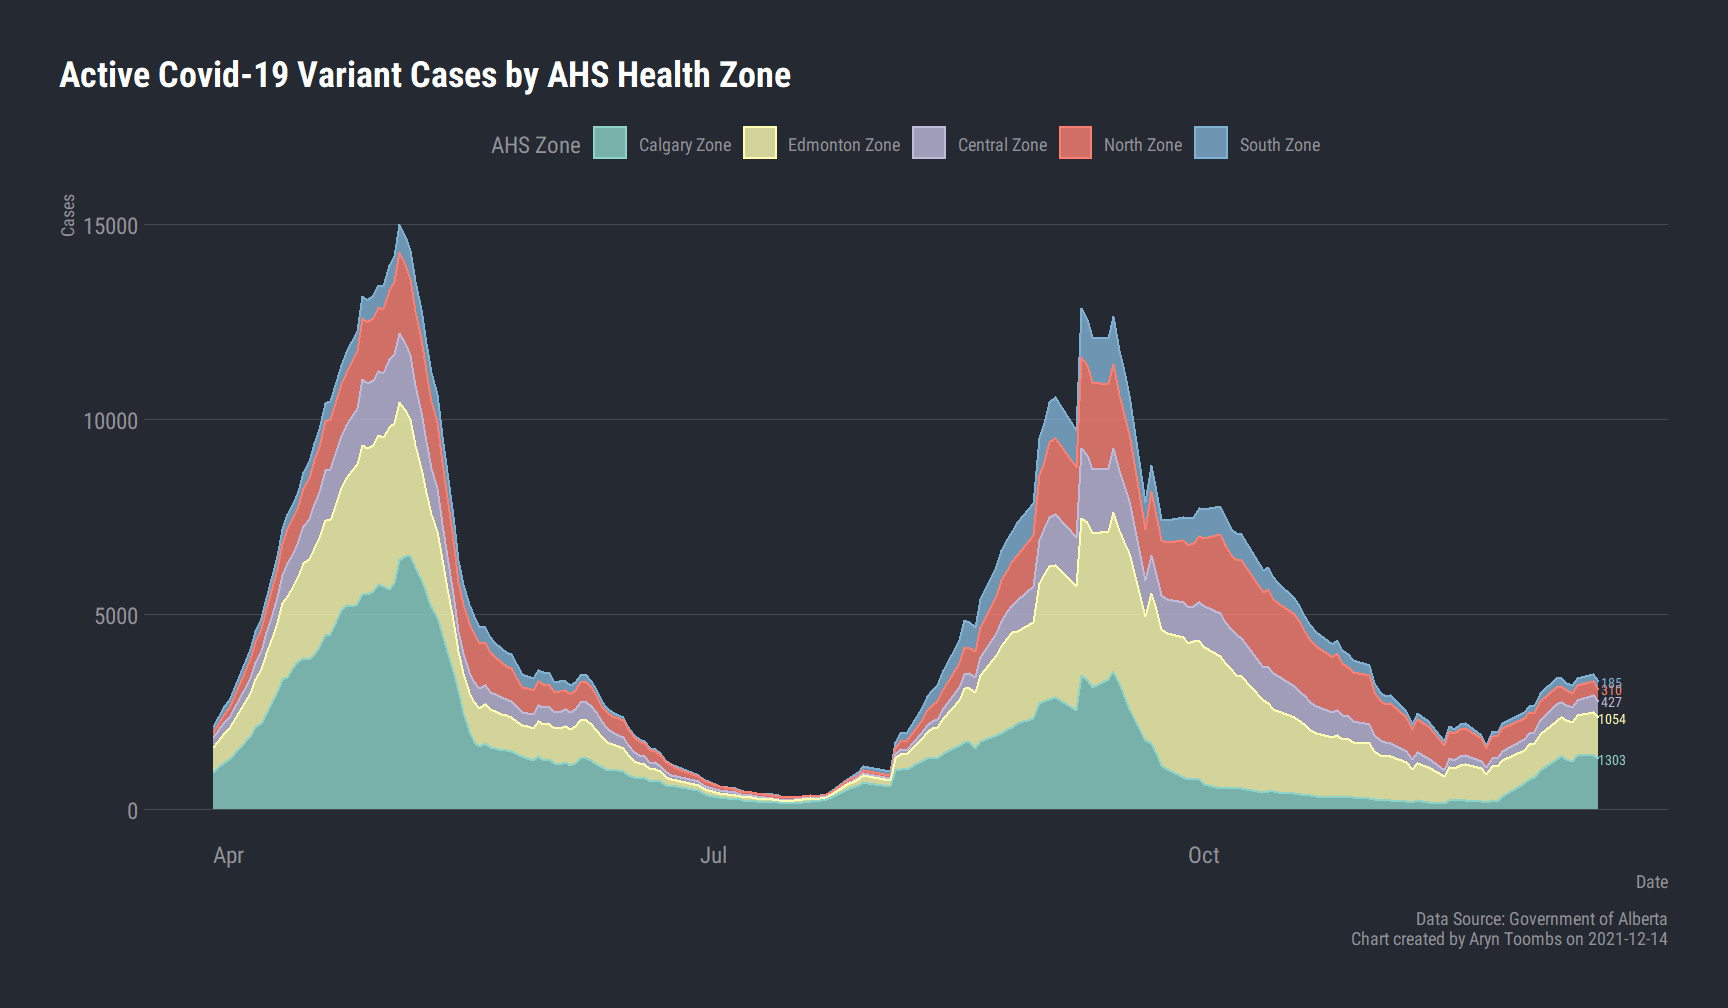 Active Covid-19 Variant Cases by AHS Health Zone
AHS Zone Calgary Zone Edmonton Zone Central Zone North Zone South Zone
Cases
15000
10000
5000
0
185
310
427
1054
1303
Apr Jul Oct
Date
Data Source: Government of Alberta
Chart created by Aryn Toombs on 2021-12-14